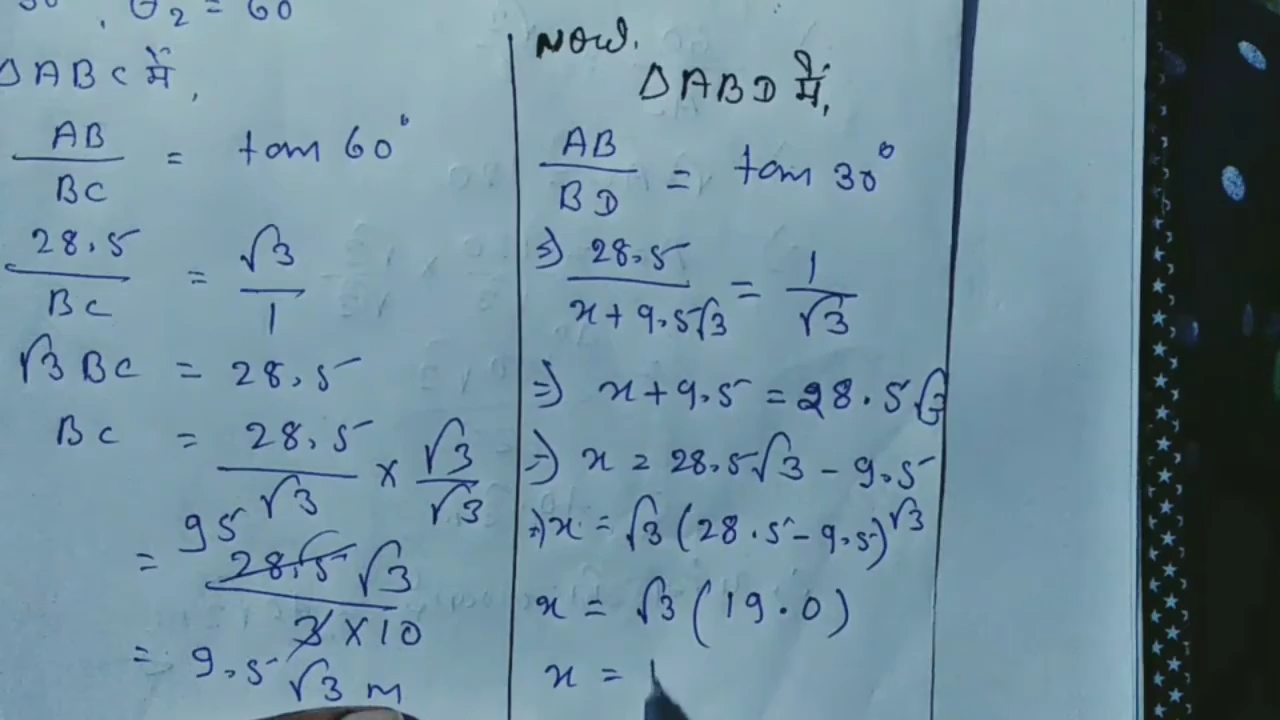 , θ₂ = 60
ΔABC में,
AB/BC = tan 60°
28.5/BC = √3/1
√3 BC = 28.5
BC = 28.5/√3 × √3/√3
= 95 28.5√3/3×10
= 9.5√3 m
Now.
ΔABD में,
AB/BD = tan 30°
⇒) 28.5/x+9.5√3 = 1/√3
⇒) x+9.5 = 28.5√3
⇒) x = 28.5√3 - 9.5
⇒) x = √3(28.5-9.5)√3
x = √3(19.0)
x =